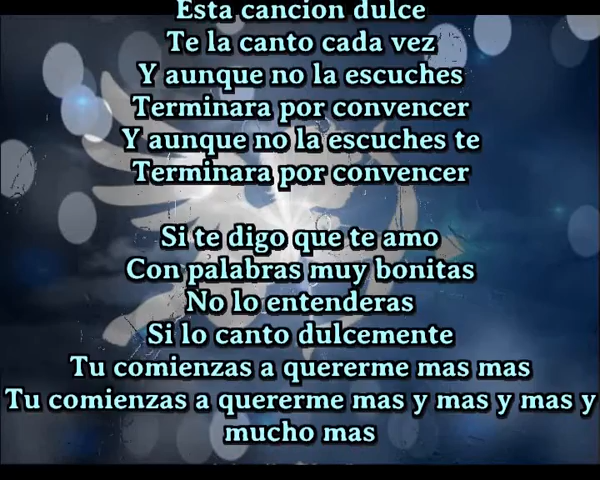 Esta cancion dulce
Te la canto cada vez
Y aunque no la escuches
Terminara por convencer
Y aunque no la escuches te
Terminara por convencer
Si te digo que te amo
Con palabras muy bonitas
No lo entenderas
Si lo canto dulcemente
Tu comienzas a quererme mas mas
Tu comienzas a quererme mas y mas y mas y
mucho mas